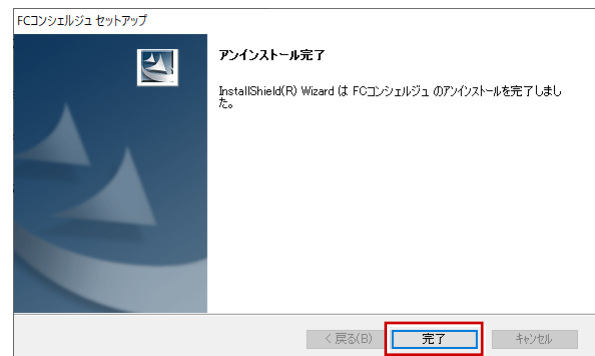 FCコンシェルジュ セットアップ
アンインストール完了
InstallShield(R) Wizard は FCコンシェルジュ のアンインストールを完了しまし
た。
< 戻る(B)
完了
キャンセル